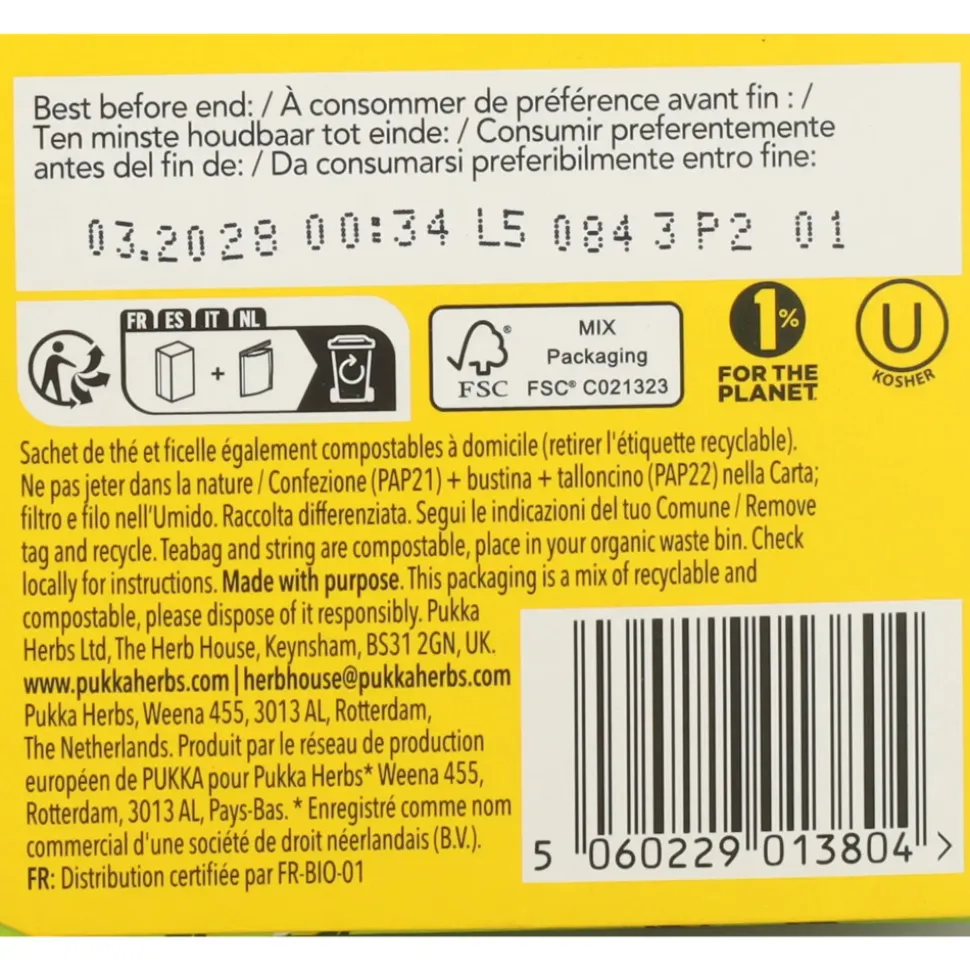 Best before end: / À consommer de préférence avant fin : /
Ten minste houdbaar tot einde: / Consumir preferentemente
antes del fin de: / Da consumarsi preferibilmente entro fine:
03.2028 00:34 L5 0843 P2 01
FR ES IT NL
+
FSC®
MIX
Packaging
FSC® C021323
1%
FOR THE
PLANET
U
KOSHER
Sachet de thé et ficelle également compostables à domicile (retirer l'étiquette recyclable).
Ne pas jeter dans la nature / Confezione (PAP21) + bustina + talloncino (PAP22) nella Carta;
filtro e filo nell'Umido. Raccolta differenziata. Segui le indicazioni del tuo Comune / Remove
tag and recycle. Teabag and string are compostable, place in your organic waste bin. Check
locally for instructions. Made with purpose. This packaging is a mix of recyclable and
compostable, please dispose of it responsibly. Pukka
Herbs Ltd, The Herb House, Keynsham, BS31 2GN, UK.
www.pukkaherbs.com | herbhouse@pukkaherbs.com
Pukka Herbs, Weena 455, 3013 AL, Rotterdam,
The Netherlands. Produit par le réseau de production
européen de PUKKA pour Pukka Herbs* Weena 455,
Rotterdam, 3013 AL, Pays-Bas. * Enregistré comme nom
commercial d'une société de droit néerlandais (B.V.).
FR: Distribution certifiée par FR-BIO-01
5 060229 013804 >